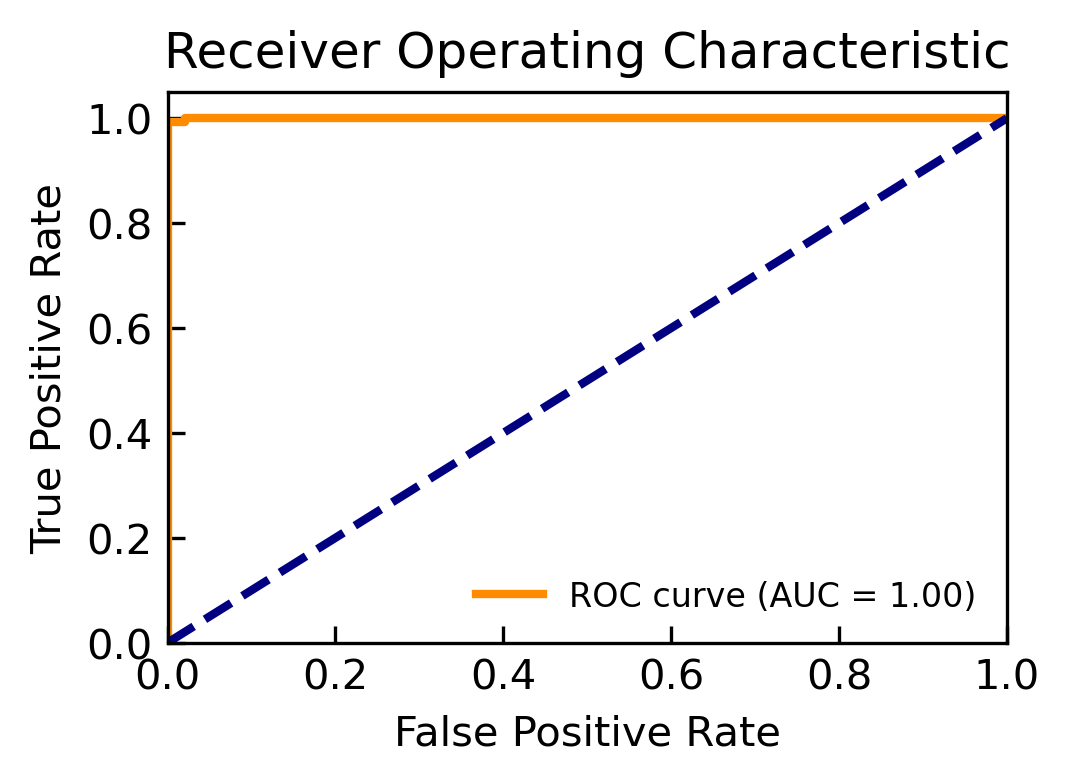 Receiver Operating Characteristic
True Positive Rate
1.0
0.8
0.6
0.4
0.2
0.0
ROC curve (AUC = 1.00)
0.0 0.2 0.4 0.6 0.8 1.0
False Positive Rate